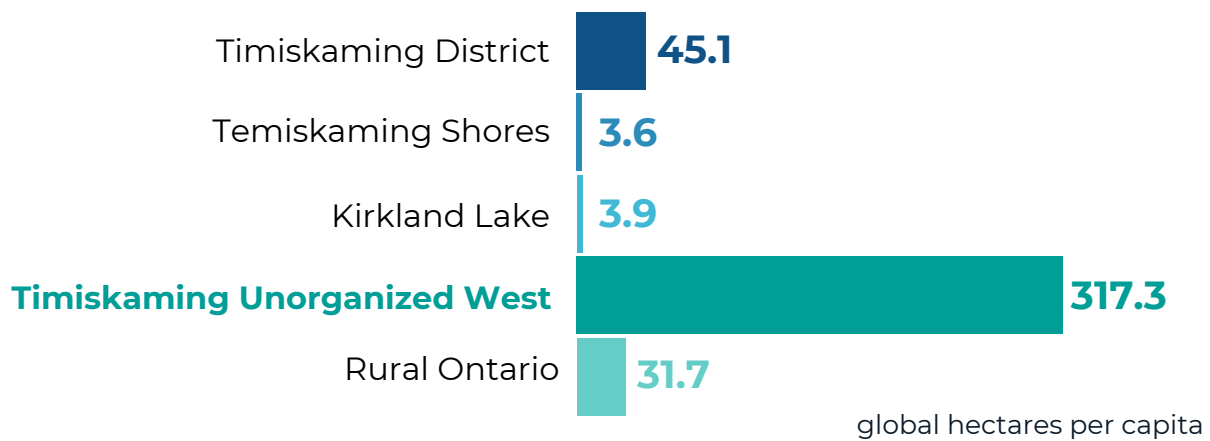 Timiskaming District 45.1
Temiskaming Shores 3.6
Kirkland Lake 3.9
Timiskaming Unorganized West 317.3
Rural Ontario 31.7
global hectares per capita